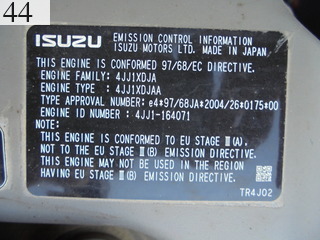 44
ISUZU EMISSION CONTROL INFORMATION
ISUZU MOTORS LTD. MADE IN JAPAN.
THIS ENGINE IS CONFORMED 97/68/EC DIRECTIVE.
ENGINE FAMILY: 4JJ1XDJA
ENGINE TYPE : 4JJ1XDJAA
TYPE APPROVAL NUMBER: e4*97/68JA*2004/26*0175*00
ENGINE ID NUMBER : 4JJ1-164071
NOTE:
THIS ENGINE IS CONFORMED TO EU STAGE Ⅲ(A).
AND IS NOT TO THE EU STAGE Ⅲ(B) EMISSIONS.
THIS ENGINE MAY NOT BE USED IN THE REGION
HAVING EU STAGE Ⅲ(B) EMISSION DIRECTIVE.
TR4J02